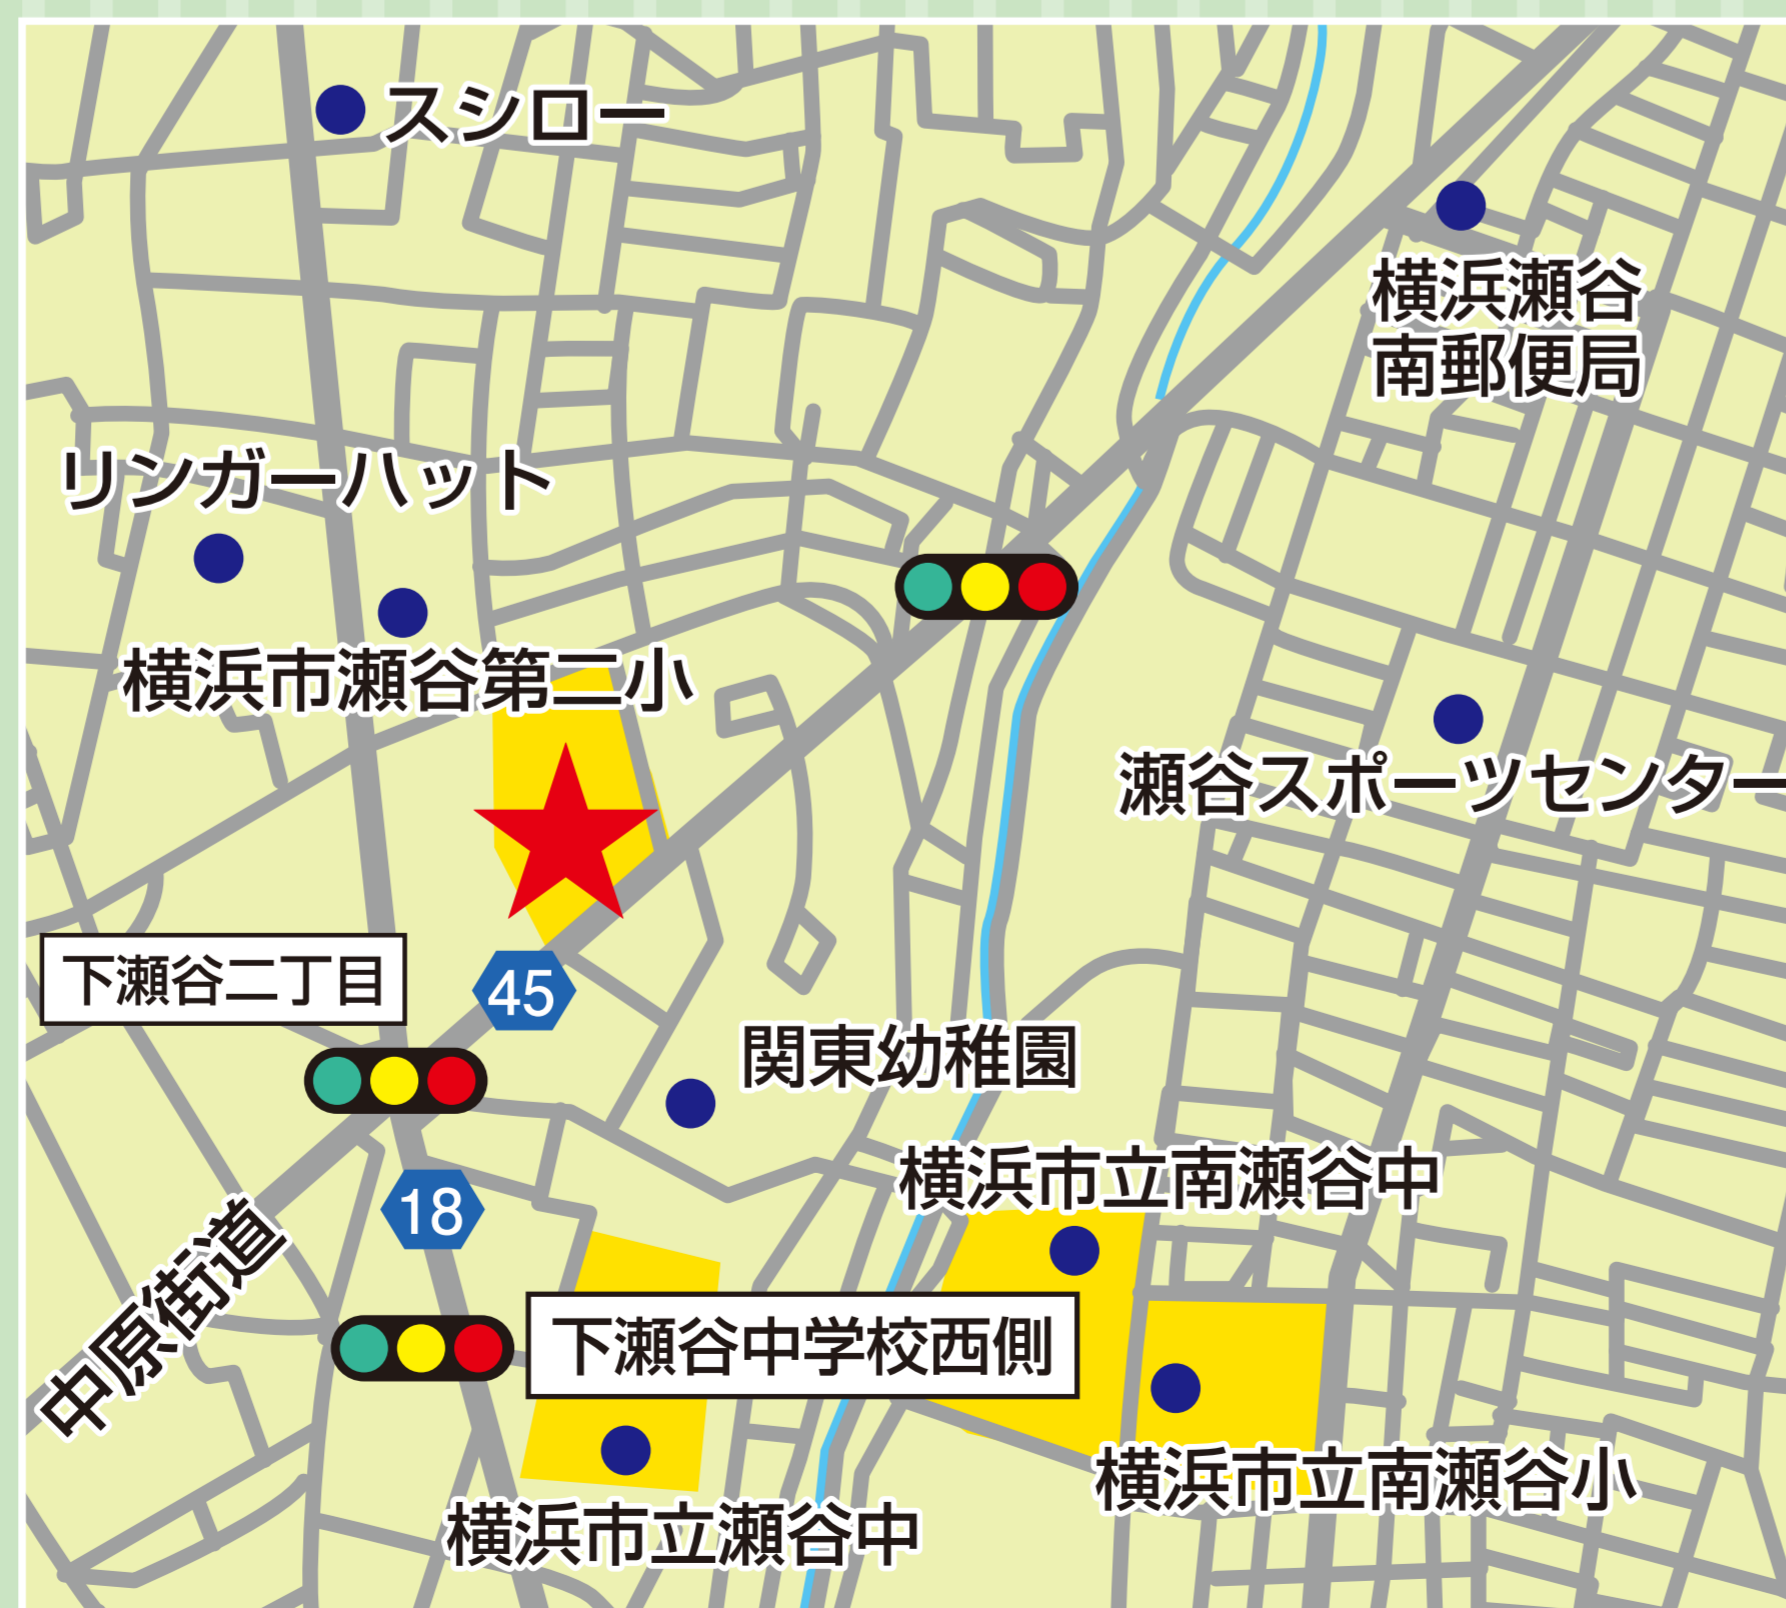 スシロー
横浜瀬谷
南郵便局
リンガーハット
横浜市瀬谷第二小
瀬谷スポーツセンター
下瀬谷二丁目
45
関東幼稚園
横浜市立南瀬谷中
18
中原街道
下瀬谷中学校西側
横浜市立南瀬谷小
横浜市立瀬谷中